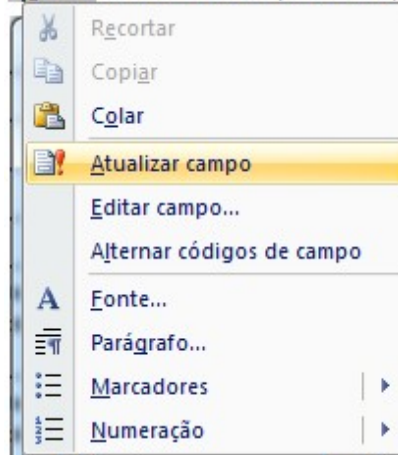 Recortar
Copiar
Colar
Atualizar campo
Editar campo...
Alternar códigos de campo
Fonte...
Parágrafo...
Marcadores
Numeração